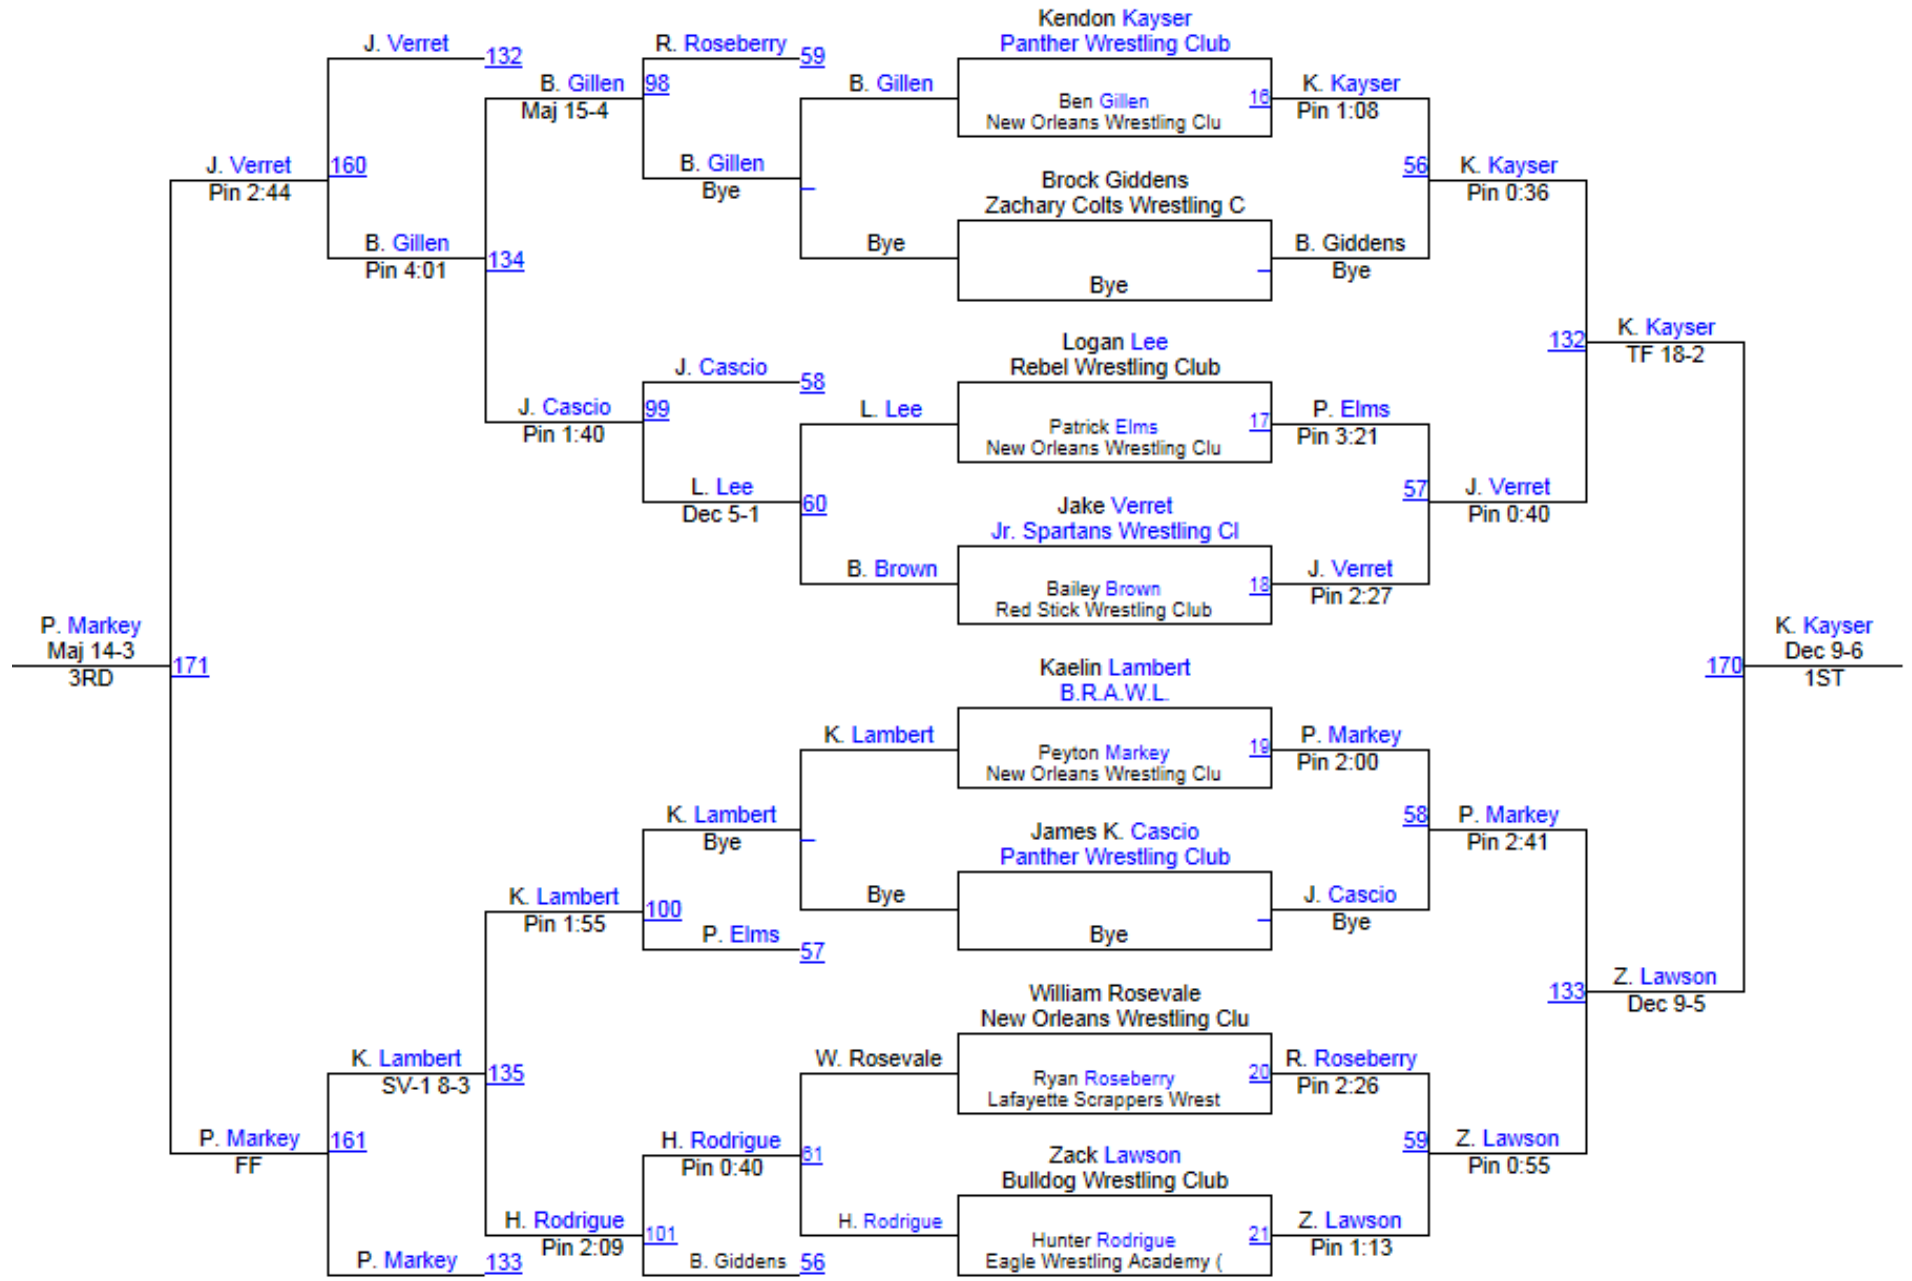 Kendon Kayser
J. Verret
132
R. Roseberry
59
Panther Wrestling Club
B. Gillen
98
B. Gillen
Ben Gillen
16
K. Kayser
Maj 15-4
New Orleans Wrestling Clu
Pin 1:08
J. Verret
160
B. Gillen
56
K. Kayser
Pin 2:44
Bye
Brock Giddens
Pin 0:36
Zachary Colts Wrestling C
B. Gillen
Bye
B. Giddens
Pin 4:01
134
Bye
Bye
Logan Lee
132
K. Kayser
J. Cascio
58
Rebel Wrestling Club
TF 18-2
J. Cascio
99
L. Lee
Patrick Elms
17
P. Elms
Pin 1:40
New Orleans Wrestling Clu
Pin 3:21
L. Lee
60
57
J. Verret
Dec 5-1
Jake Verret
Pin 0:40
Jr. Spartans Wrestling Cl
B. Brown
Bailey Brown
18
J. Verret
Red Stick Wrestling Club
Pin 2:27
P. Markey
K. Kayser
Maj 14-3
171
Kaelin Lambert
170
Dec 9-6
3RD
B.R.A.W.L.
1ST
K. Lambert
Peyton Markey
19
P. Markey
New Orleans Wrestling Clu
Pin 2:00
K. Lambert
58
P. Markey
Bye
James K. Cascio
Pin 2:41
Panther Wrestling Club
K. Lambert
100
Bye
J. Cascio
Pin 1:55
Bye
P. Elms
57
Bye
William Rosevale
133
Z. Lawson
New Orleans Wrestling Clu
Dec 9-5
K. Lambert
135
W. Rosevale
Ryan Roseberry
20
R. Roseberry
SV-1 8-3
Lafayette Scrappers Wrest
Pin 2:26
P. Markey
161
H. Rodrigue
61
59
Z. Lawson
FF
Pin 0:40
Zack Lawson
Pin 0:55
Bulldog Wrestling Club
H. Rodrigue
101
H. Rodrigue
Hunter Rodrigue
21
Z. Lawson
Pin 2:09
Eagle Wrestling Academy (
Pin 1:13
P. Markey
133
B. Giddens
56